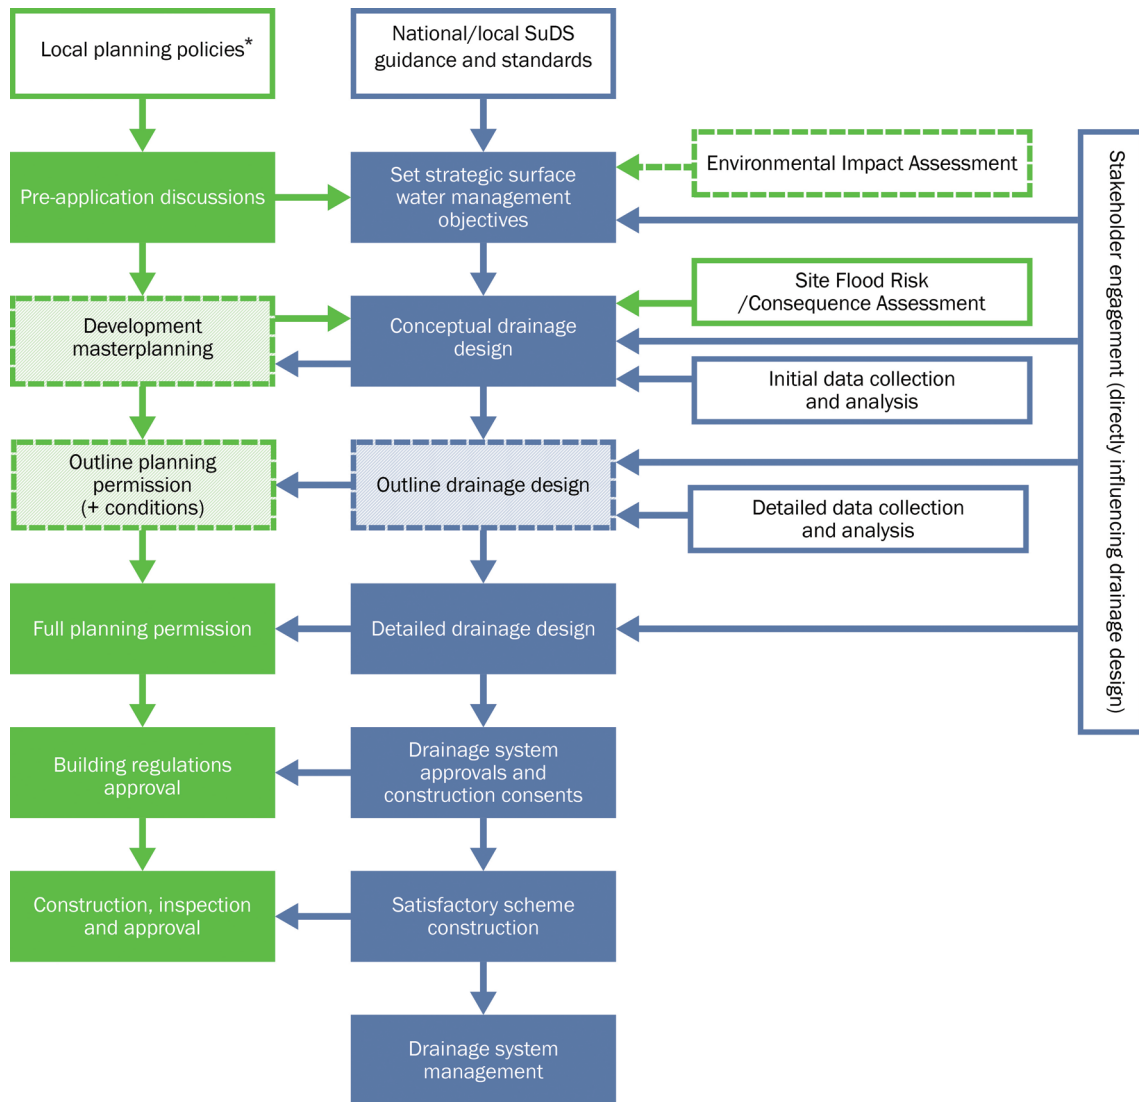 Local planning policies*
National/local SuDS
guidance and standards
Pre-application discussions
Set strategic surface
water management
objectives
Environmental Impact Assessment
Development
masterplanning
Conceptual drainage
design
Site Flood Risk
/Consequence Assessment
Initial data collection
and analysis
Outline planning
permission
(+ conditions)
Outline drainage design
Detailed data collection
and analysis
Full planning permission
Detailed drainage design
Building regulations
approval
Drainage system
approvals and
construction consents
Construction, inspection
and approval
Satisfactory scheme
construction
Drainage system
management
Stakeholder engagement (directly influencing drainage design)